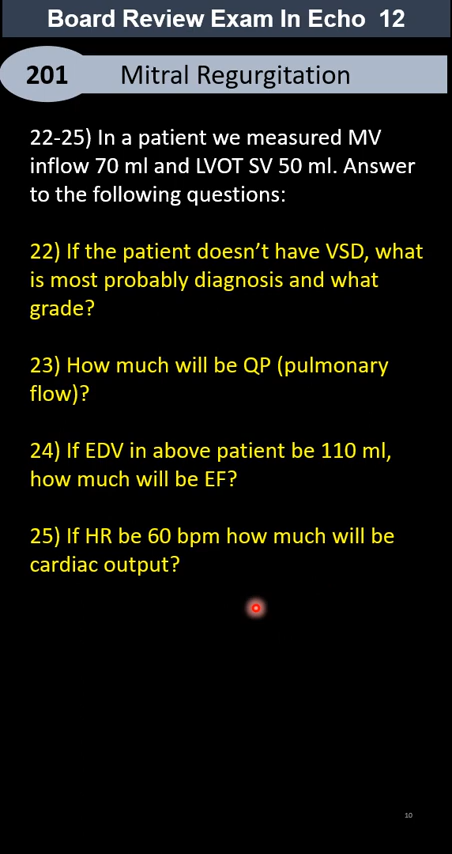 Board Review Exam In Echo 12
201 Mitral Regurgitation
22-25) In a patient we measured MV
inflow 70 ml and LVOT SV 50 ml. Answer
to the following questions:
22) If the patient doesn't have VSD, what
is most probably diagnosis and what
grade?
23) How much will be QP (pulmonary
flow)?
24) If EDV in above patient be 110 ml,
how much will be EF?
25) If HR be 60 bpm how much will be
cardiac output?
10